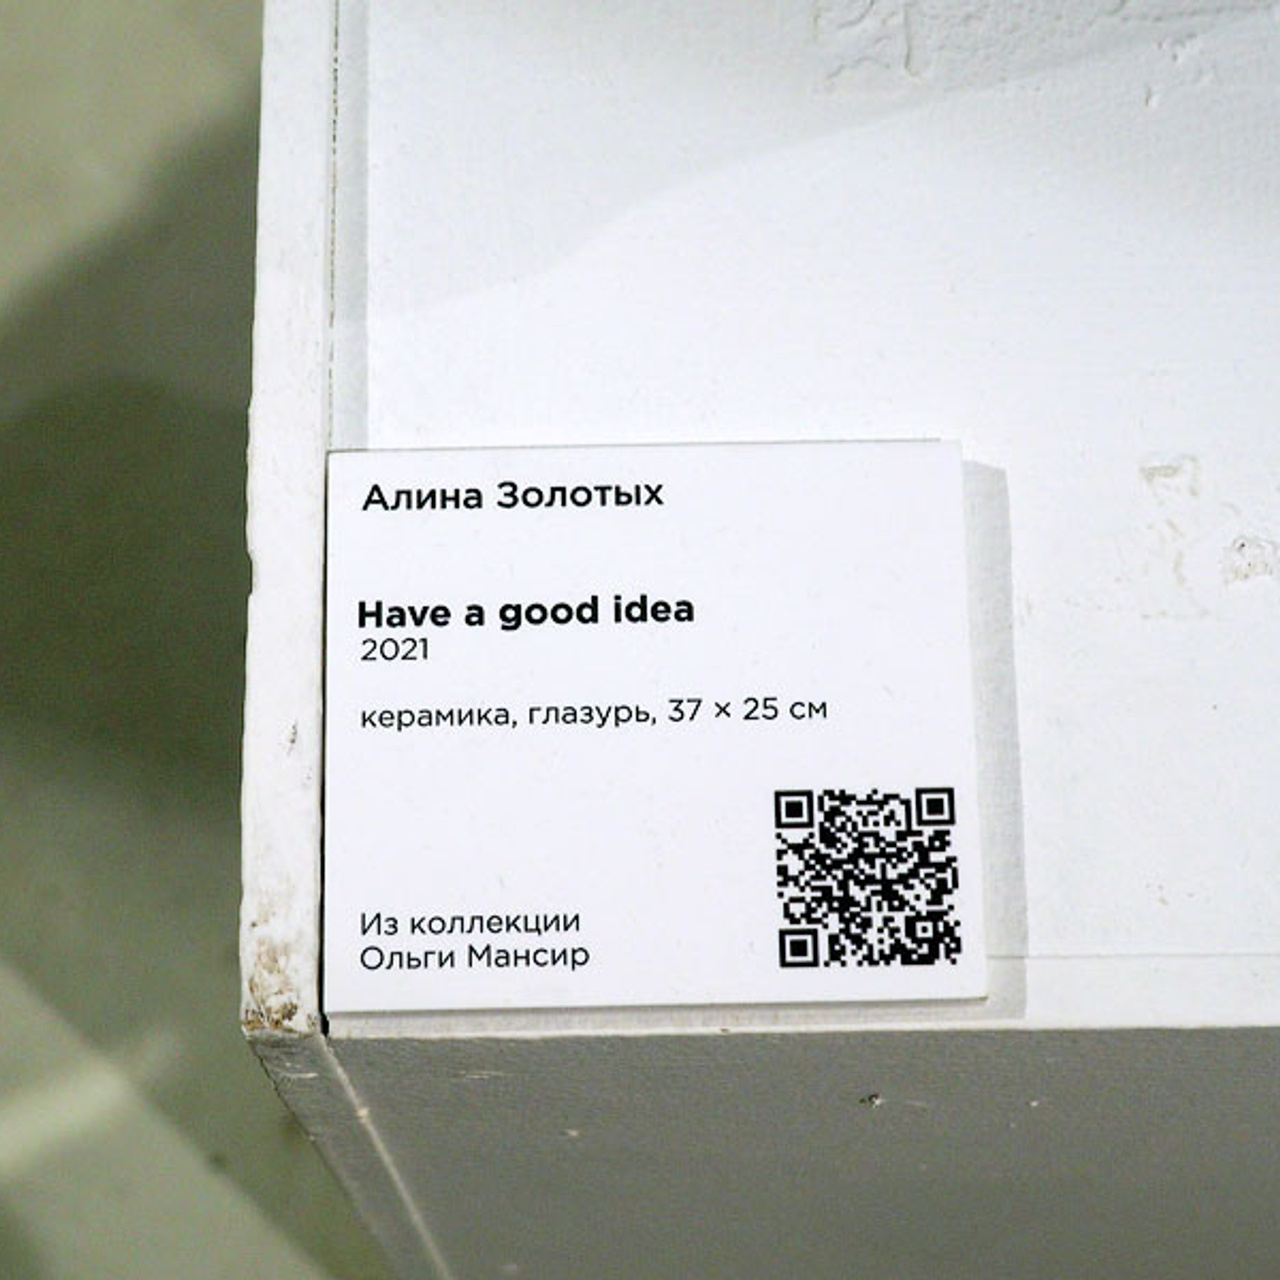 Алина Золотых
Have a good idea
2021
керамика, глазурь, 37 × 25 см
Из коллекции
Ольги Мансир